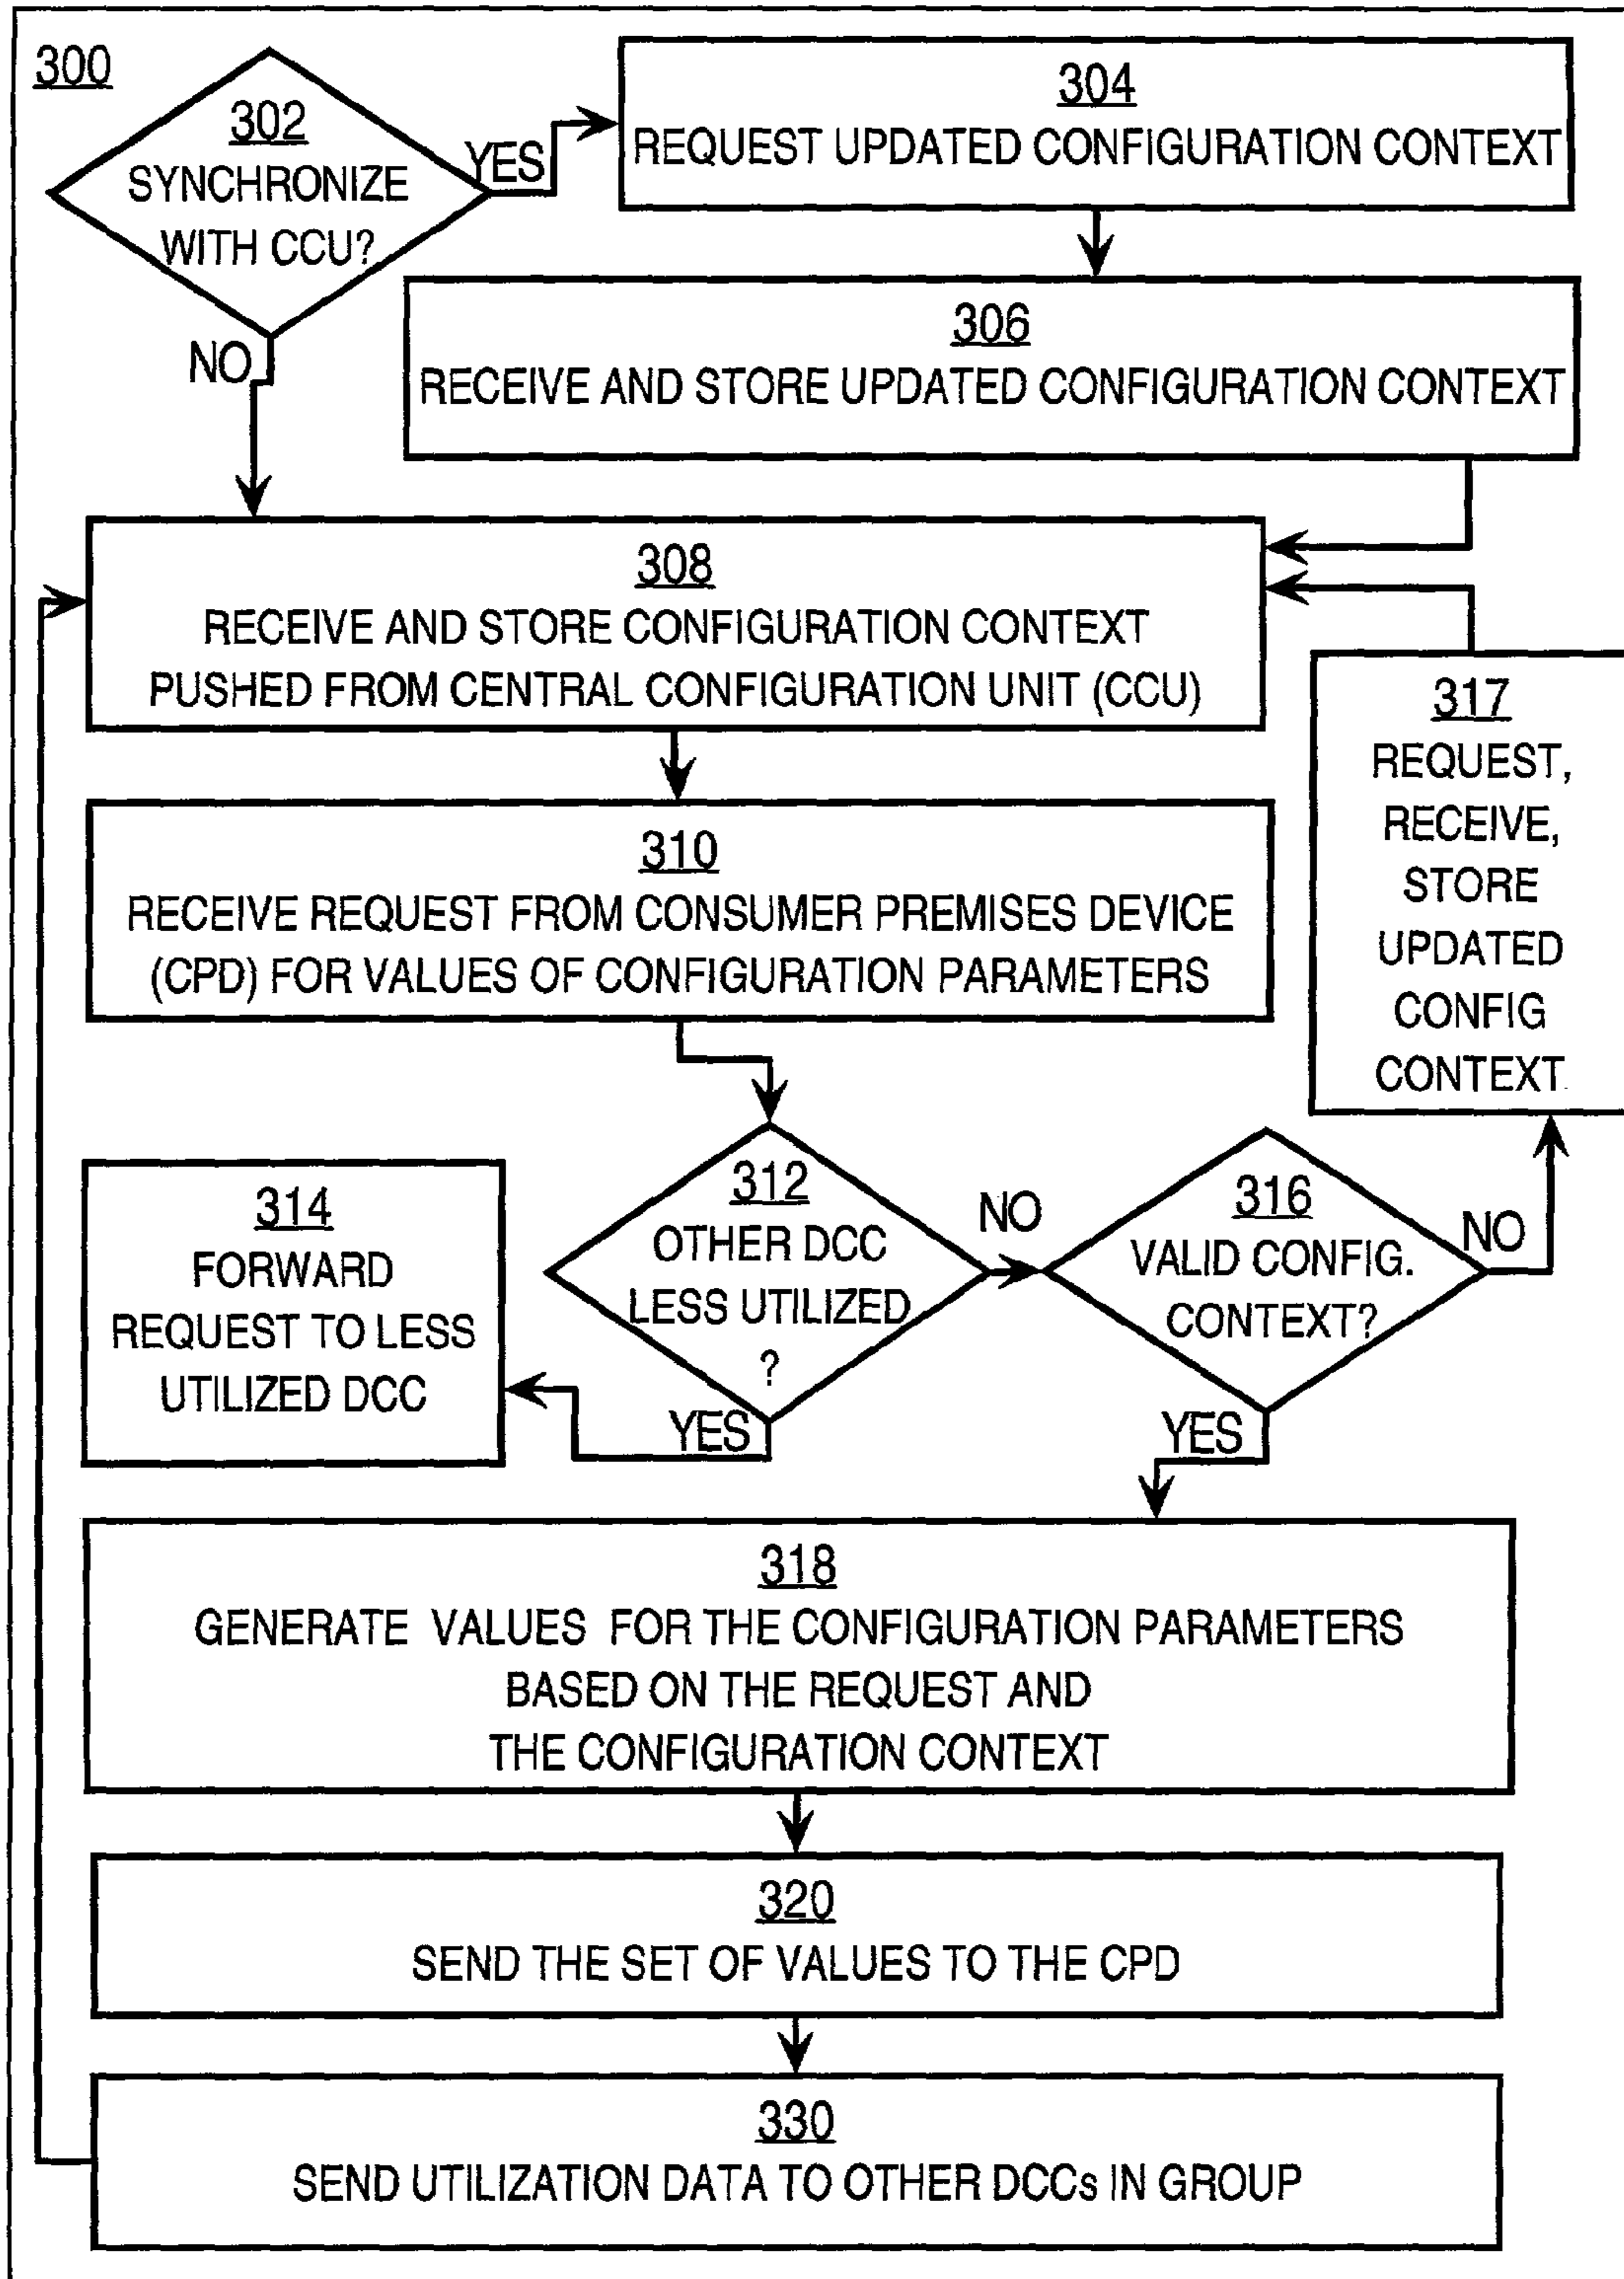 300
302
SYNCHRONIZE
WITH CCU?
YES
NO
304
REQUEST UPDATED CONFIGURATION CONTEXT
306
RECEIVE AND STORE UPDATED CONFIGURATION CONTEXT
308
RECEIVE AND STORE CONFIGURATION CONTEXT
PUSHED FROM CENTRAL CONFIGURATION UNIT (CCU)
310
RECEIVE REQUEST FROM CONSUMER PREMISES DEVICE
(CPD) FOR VALUES OF CONFIGURATION PARAMETERS
317
REQUEST,
RECEIVE,
STORE
UPDATED
CONFIG
CONTEXT
312
OTHER DCC
LESS UTILIZED
?
NO
YES
314
FORWARD
REQUEST TO LESS
UTILIZED DCC
316
VALID CONFIG.
CONTEXT?
NO
YES
318
GENERATE VALUES FOR THE CONFIGURATION PARAMETERS
BASED ON THE REQUEST AND
THE CONFIGURATION CONTEXT
320
SEND THE SET OF VALUES TO THE CPD
330
SEND UTILIZATION DATA TO OTHER DCCs IN GROUP